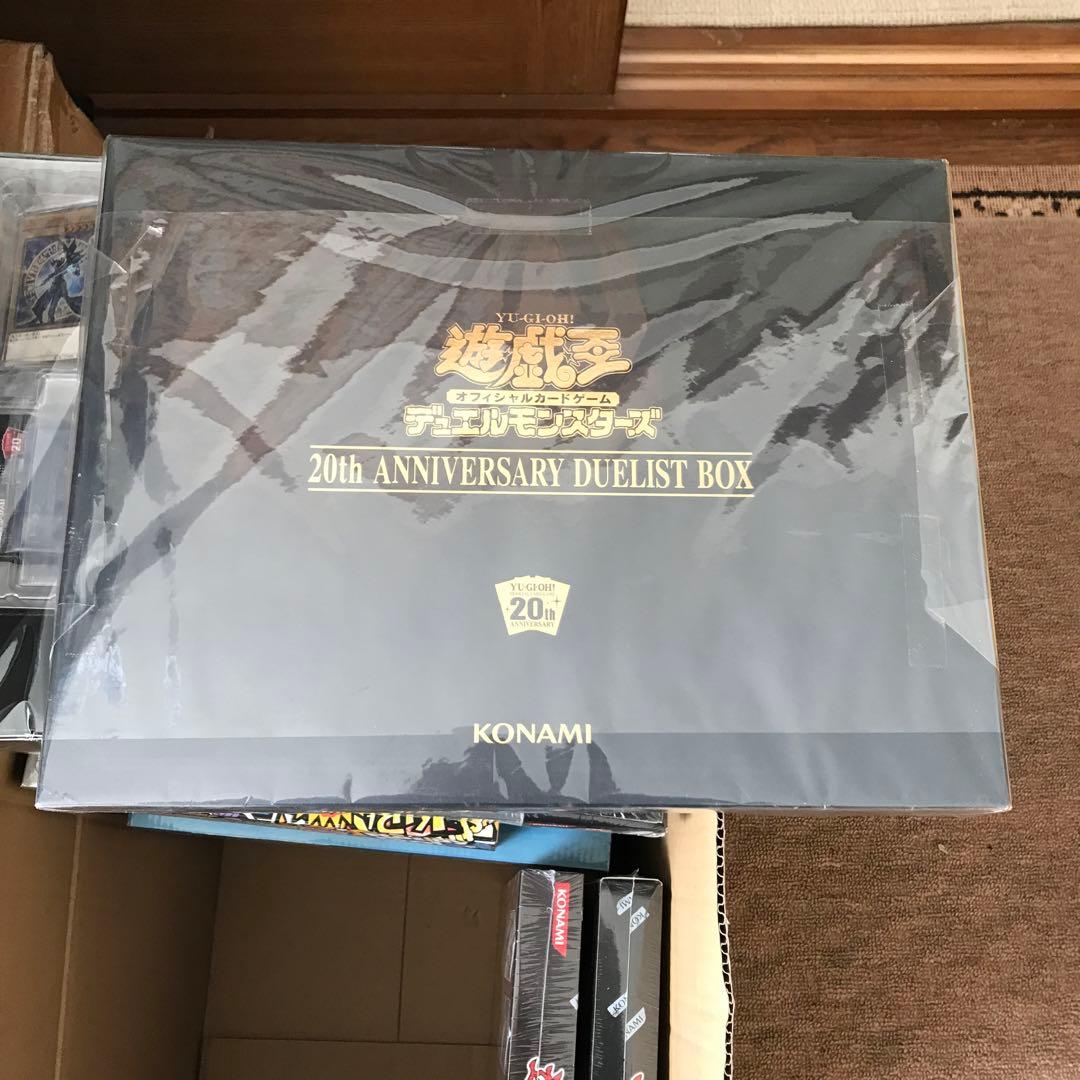 YU-GI-OH!
遊戯王
オフィシャルカードゲーム
デュエルモンスターズ
20th ANNIVERSARY DUELIST BOX
YU-GI-OH!
20th
ANNIVERSARY
KONAMI
KONAMI